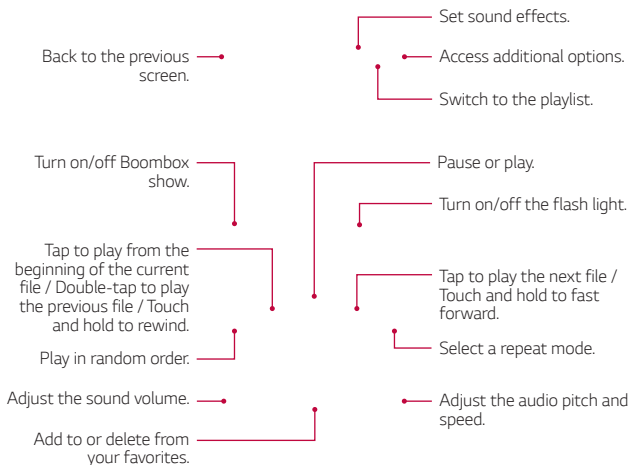 Set sound effects.
Back to the previous
screen.
Access additional options.
Switch to the playlist.
Turn on/off Boombox
show.
Pause or play.
Turn on/off the flash light.
Tap to play from the
beginning of the current
file / Double-tap to play
the previous file / Touch
and hold to rewind.
Tap to play the next file /
Touch and hold to fast
forward.
Play in random order.
Select a repeat mode.
Adjust the sound volume.
Adjust the audio pitch and
speed.
Add to or delete from
your favorites.